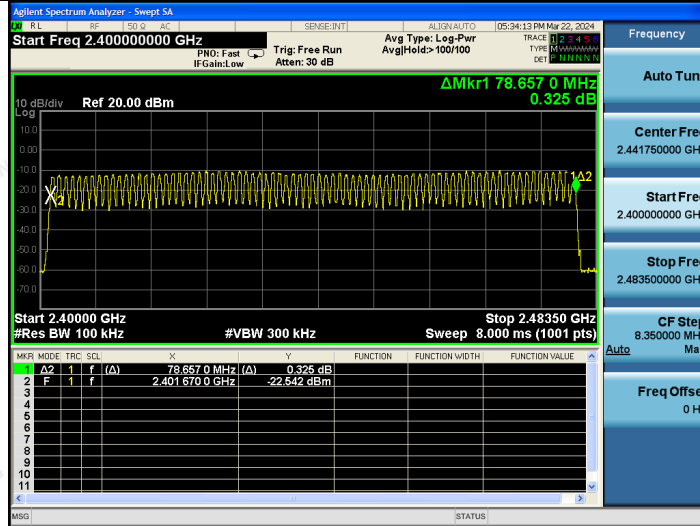 Agilent Spectrum Analyzer - Swept SA
LXI RL RF 50 Ω AC SENSE:INT ALIGN AUTO 05:34:13 PM Mar 22, 2024
Start Freq 2.400000000 GHz
PNO: Fast
IFGain:Low
Trig: Free Run
Atten: 30 dB
Avg Type: Log-Pwr
Avg|Hold:>100/100
TRACE 1 2 3 4 5 6
TYPE M
DET P N N N N N
ΔMkr1 78.657 0 MHz
0.325 dB
10 dB/div Ref 20.00 dBm
Log
10.0
0.00
-10.0
-20.0
-30.0
-40.0
-50.0
-60.0
-70.0
2
1Δ2
Start 2.40000 GHz Stop 2.48350 GHz
#Res BW 100 kHz #VBW 300 kHz Sweep 8.000 ms (1001 pts)
MKR MODE TRC SCL X Y FUNCTION FUNCTION WIDTH FUNCTION VALUE
1 Δ2 1 f (Δ) 78.657 0 MHz (Δ) 0.325 dB
2 F 1 f 2.401 670 0 GHz -22.542 dBm
3
4
5
6
7
8
9
10
11
MSG STATUS
Frequency
Auto Tun
Center Fre
2.441750000 GH
Start Fre
2.400000000 GH
Stop Fre
2.483500000 GH
CF Ste
8.350000 MH
Auto Ma
Freq Offse
0 H